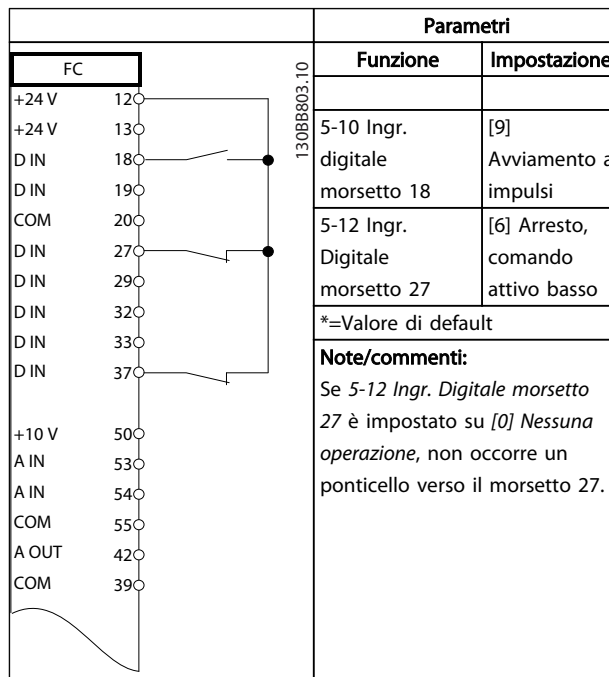 FC
+24 V 12
+24 V 13
D IN 18
D IN 19
COM 20
D IN 27
D IN 29
D IN 32
D IN 33
D IN 37
+10 V 50
A IN 53
A IN 54
COM 55
A OUT 42
COM 39
130BB803.10
Parametri
Funzione Impostazione
5-10 Ingr. [9]
digitale Avviamento a
morsetto 18 impulsi
5-12 Ingr. [6] Arresto,
Digitale comando
morsetto 27 attivo basso
*=Valore di default
Note/commenti:
Se 5-12 Ingr. Digitale morsetto
27 è impostato su [0] Nessuna
operazione, non occorre un
ponticello verso il morsetto 27.